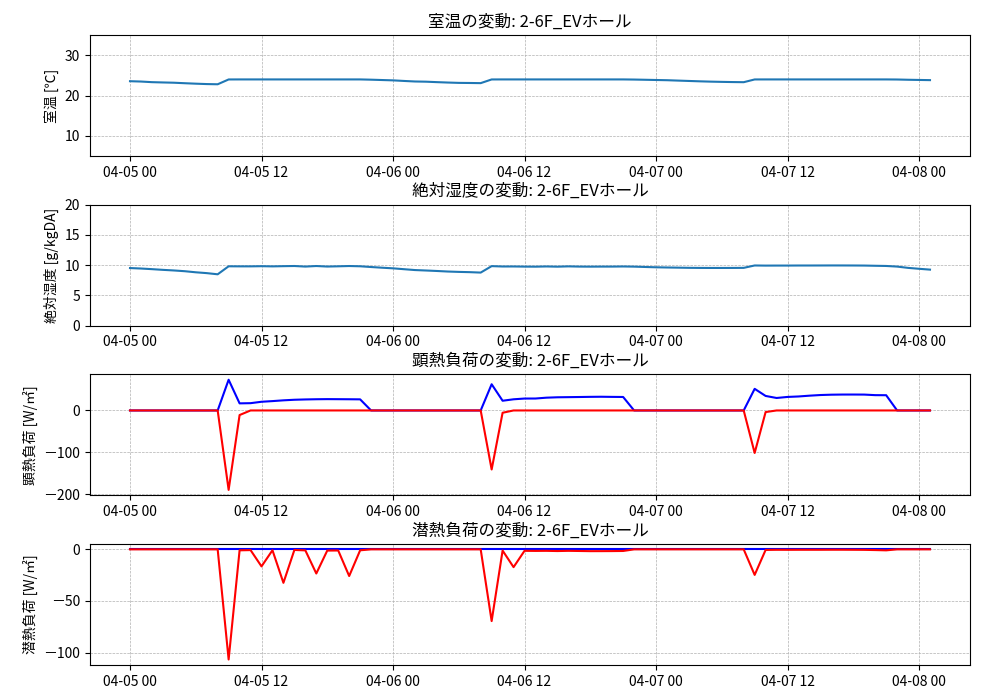 室温の変動: 2-6F_EVホール
室温 [℃]
30
20
10
04-05 00 04-05 12 04-06 00 04-06 12 04-07 00 04-07 12 04-08 00
絶対湿度の変動: 2-6F_EVホール
絶対湿度 [g/kgDA]
20
15
10
5
0
04-05 00 04-05 12 04-06 00 04-06 12 04-07 00 04-07 12 04-08 00
顕熱負荷の変動: 2-6F_EVホール
顕熱負荷 [W/㎡]
0
−100
−200
04-05 00 04-05 12 04-06 00 04-06 12 04-07 00 04-07 12 04-08 00
潜熱負荷の変動: 2-6F_EVホール
潜熱負荷 [W/㎡]
0
−50
−100
04-05 00 04-05 12 04-06 00 04-06 12 04-07 00 04-07 12 04-08 00